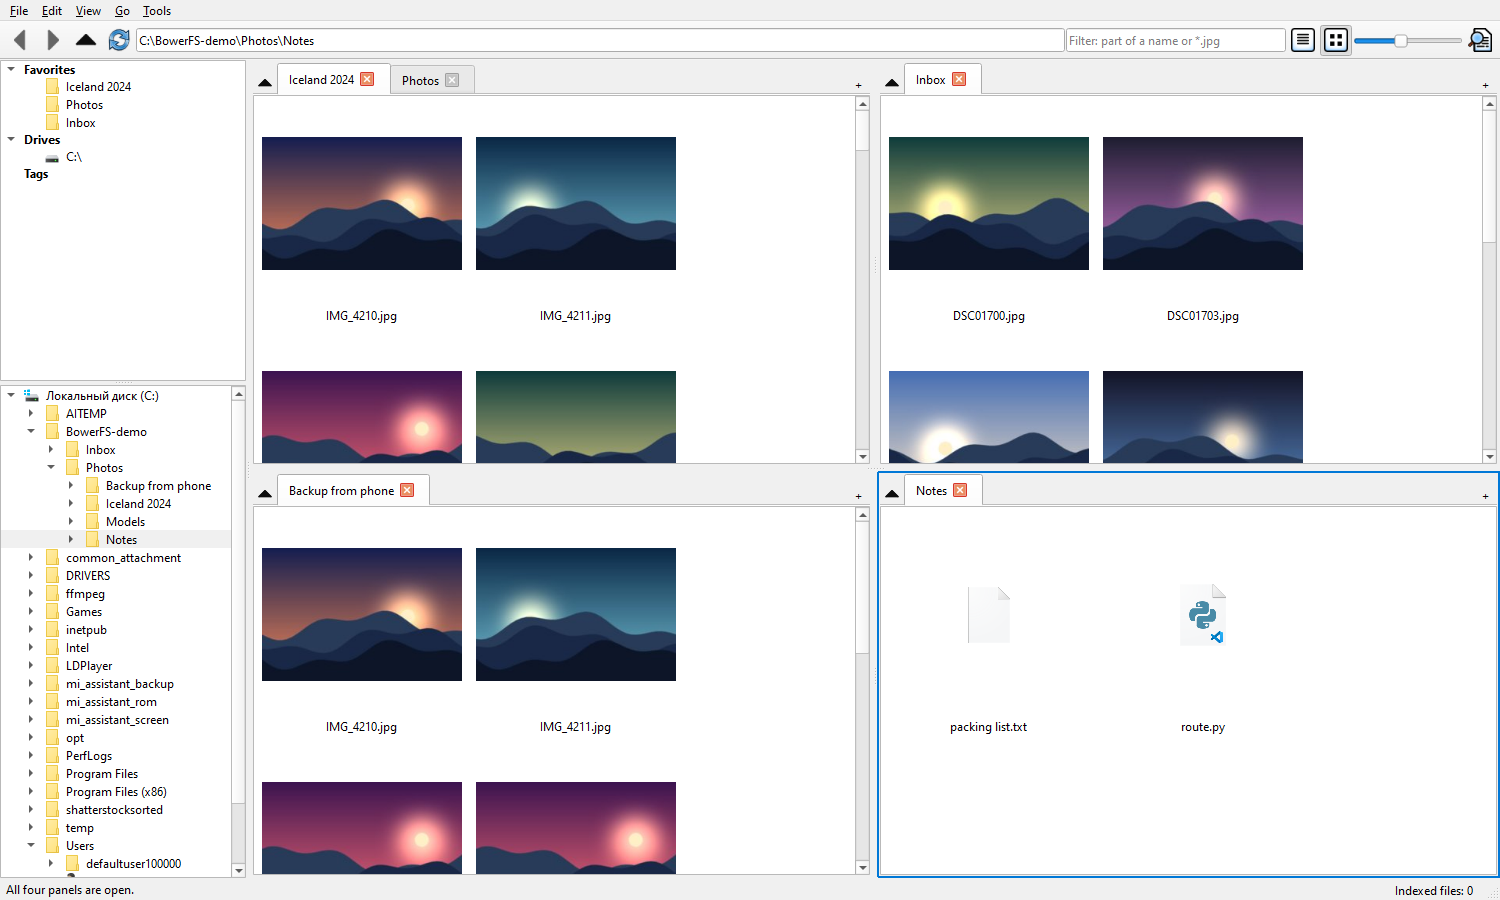 File Edit View Go Tools
C:\BowerFS-demo\Photos\Notes
Filter: part of a name or *.jpg
Favorites
Iceland 2024
Photos
Inbox
Drives
C:\
Tags
Локальный диск (C:)
AITEMP
BowerFS-demo
Inbox
Photos
Backup from phone
Iceland 2024
Models
Notes
common_attachment
DRIVERS
ffmpeg
Games
inetpub
Intel
LDPlayer
mi_assistant_backup
mi_assistant_rom
mi_assistant_screen
opt
PerfLogs
Program Files
Program Files (x86)
shatterstocksorted
temp
Users
defaultuser100000
Iceland 2024
Photos
+
IMG_4210.jpg
IMG_4211.jpg
Inbox
+
DSC01700.jpg
DSC01703.jpg
Backup from phone
+
IMG_4210.jpg
IMG_4211.jpg
Notes
+
packing list.txt
route.py
All four panels are open.
Indexed files: 0